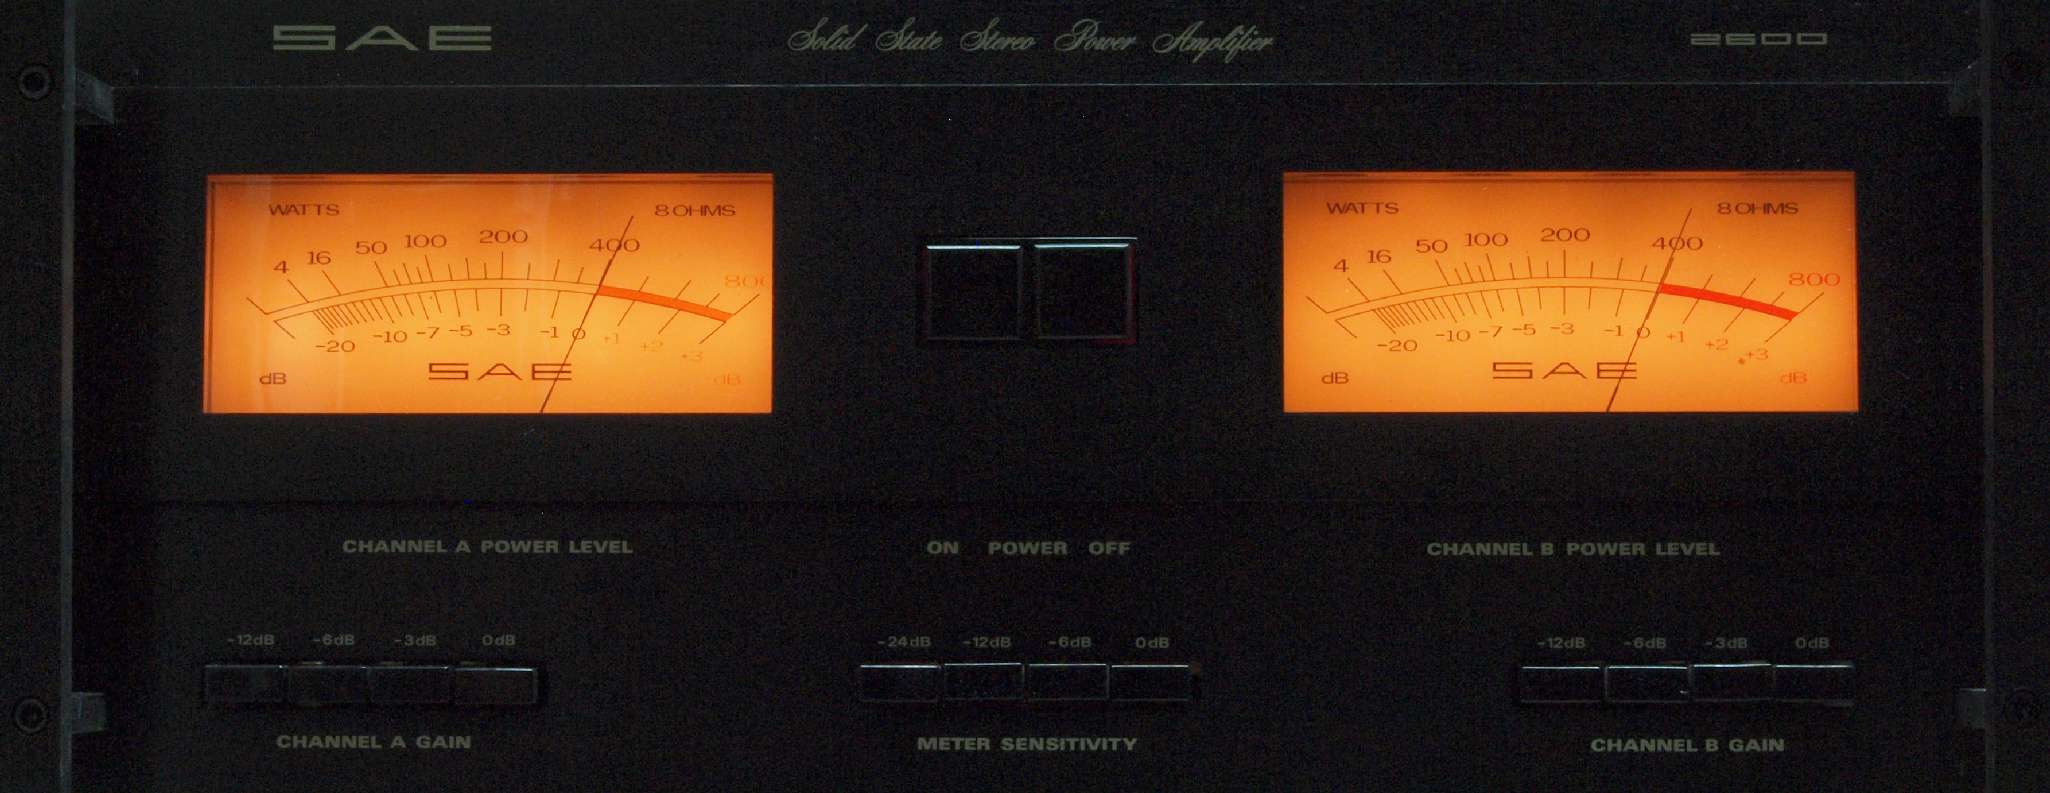 SAE Solid State Stereo Power Amplifier 2600
WATTS 8 OHMS
4 16 50 100 200 400 800
-20 -10 -7 -5 -3 -1 0 +1 +2 +3
SAE
dB dB
WATTS 8 OHMS
4 16 50 100 200 400 800
-20 -10 -7 -5 -3 -1 0 +1 +2 +3
SAE
dB dB
CHANNEL A POWER LEVEL
ON POWER OFF
CHANNEL B POWER LEVEL
-12dB -6dB -3dB 0dB
CHANNEL A GAIN
-24dB -12dB -6dB 0dB
METER SENSITIVITY
-12dB -6dB -3dB 0dB
CHANNEL B GAIN